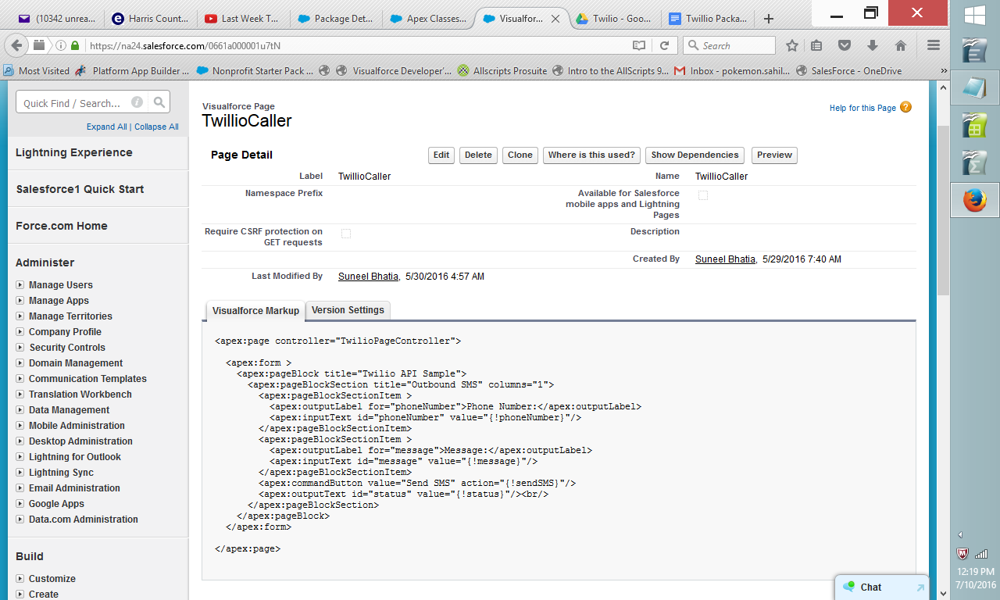 (10342 unrea...
Harris Count...
Last Week T...
Package Det...
Apex Classes...
Visualfor...
Twilio - Goo...
Twillio Packa...
https://na24.salesforce.com/0661a000001u7tN
Search
Most Visited
Platform App Builder ...
Nonprofit Starter Pack ...
Visualforce Developer'...
Allscripts Prosuite
Intro to the AllScripts 9...
Inbox - pokemon.sahil...
SalesForce - OneDrive
Quick Find / Search...
Expand All | Collapse All
Lightning Experience
Salesforce1 Quick Start
Force.com Home
Administer
Manage Users
Manage Apps
Manage Territories
Company Profile
Security Controls
Domain Management
Communication Templates
Translation Workbench
Data Management
Mobile Administration
Desktop Administration
Lightning for Outlook
Lightning Sync
Email Administration
Google Apps
Data.com Administration
Build
Customize
Create
Visualforce Page
TwillioCaller
Help for this Page
Page Detail
Edit
Delete
Clone
Where is this used?
Show Dependencies
Preview
Label TwillioCaller
Name TwillioCaller
Namespace Prefix
Available for Salesforce
mobile apps and Lightning
Pages
Require CSRF protection on
GET requests
Description
Created By Suneel Bhatia, 5/29/2016 7:40 AM
Last Modified By Suneel Bhatia, 5/30/2016 4:57 AM
Visualforce Markup
Version Settings
<apex:page controller="TwilioPageController">
<apex:form >
<apex:pageBlock title="Twilio API Sample">
<apex:pageBlockSection title="Outbound SMS" columns="1">
<apex:pageBlockSectionItem >
<apex:outputLabel for="phoneNumber">Phone Number:</apex:outputLabel>
<apex:inputText id="phoneNumber" value="{!phoneNumber}"/>
</apex:pageBlockSectionItem>
<apex:pageBlockSectionItem >
<apex:outputLabel for="message">Message:</apex:outputLabel>
<apex:inputText id="message" value="{!message}"/>
</apex:pageBlockSectionItem>
<apex:commandButton value="Send SMS" action="{!sendSMS}"/>
<apex:outputText id="status" value="{!status}"/><br/>
</apex:pageBlockSection>
</apex:pageBlock>
</apex:form>
</apex:page>
Chat
12:19 PM
7/10/2016